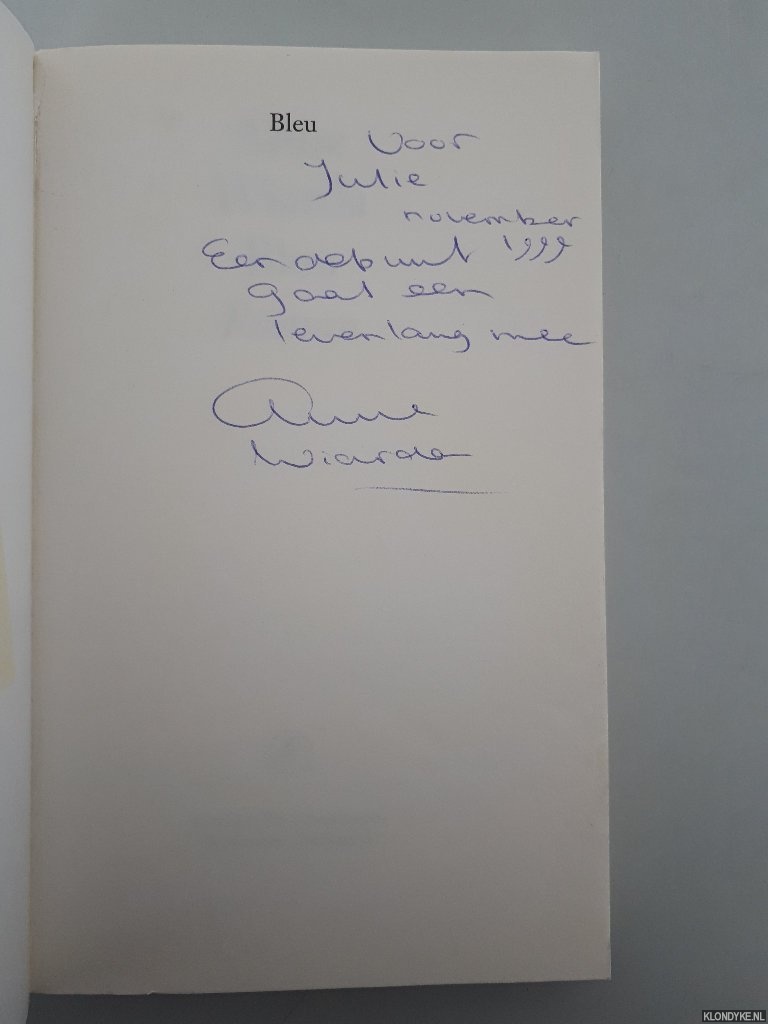 Bleu
Voor
Julie
november
1999
Een debuut
gaat een
levenlang mee
Anne
Wiarda
KLONDYKE.NL